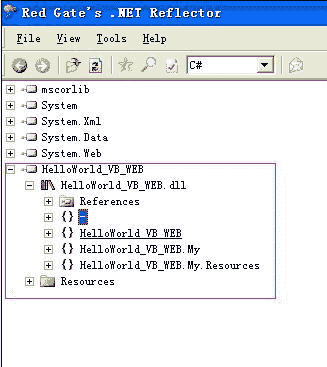 Red Gate's .NET Reflector
File View Tools Help
C#
mscorlib
System
System.Xml
System.Data
System.Web
HelloWorld_VB_WEB
HelloWorld_VB_WEB.dll
References
{} -
{} HelloWorld_VB_WEB
{} HelloWorld_VB_WEB.My
{} HelloWorld_VB_WEB.My.Resources
Resources